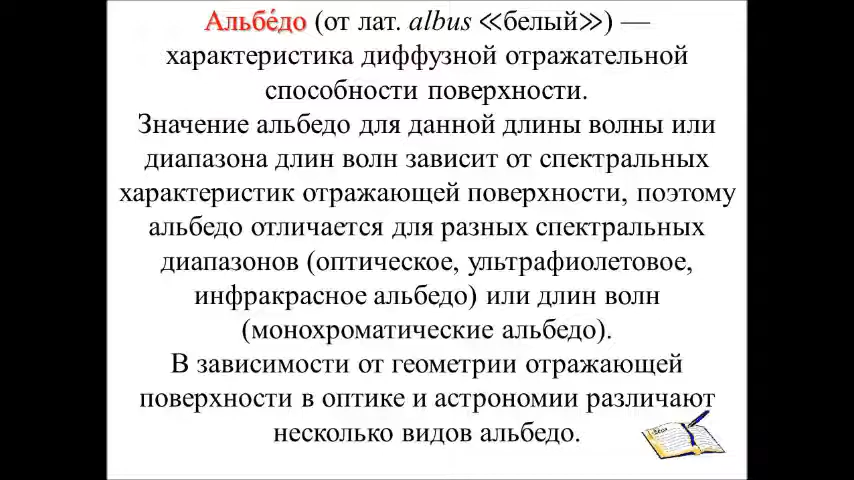 Альбе́до (от лат. albus ≪белый≫) —
характеристика диффузной отражательной
способности поверхности.
Значение альбедо для данной длины волны или
диапазона длин волн зависит от спектральных
характеристик отражающей поверхности, поэтому
альбедо отличается для разных спектральных
диапазонов (оптическое, ультрафиолетовое,
инфракрасное альбедо) или длин волн
(монохроматические альбедо).
В зависимости от геометрии отражающей
поверхности в оптике и астрономии различают
несколько видов альбедо.